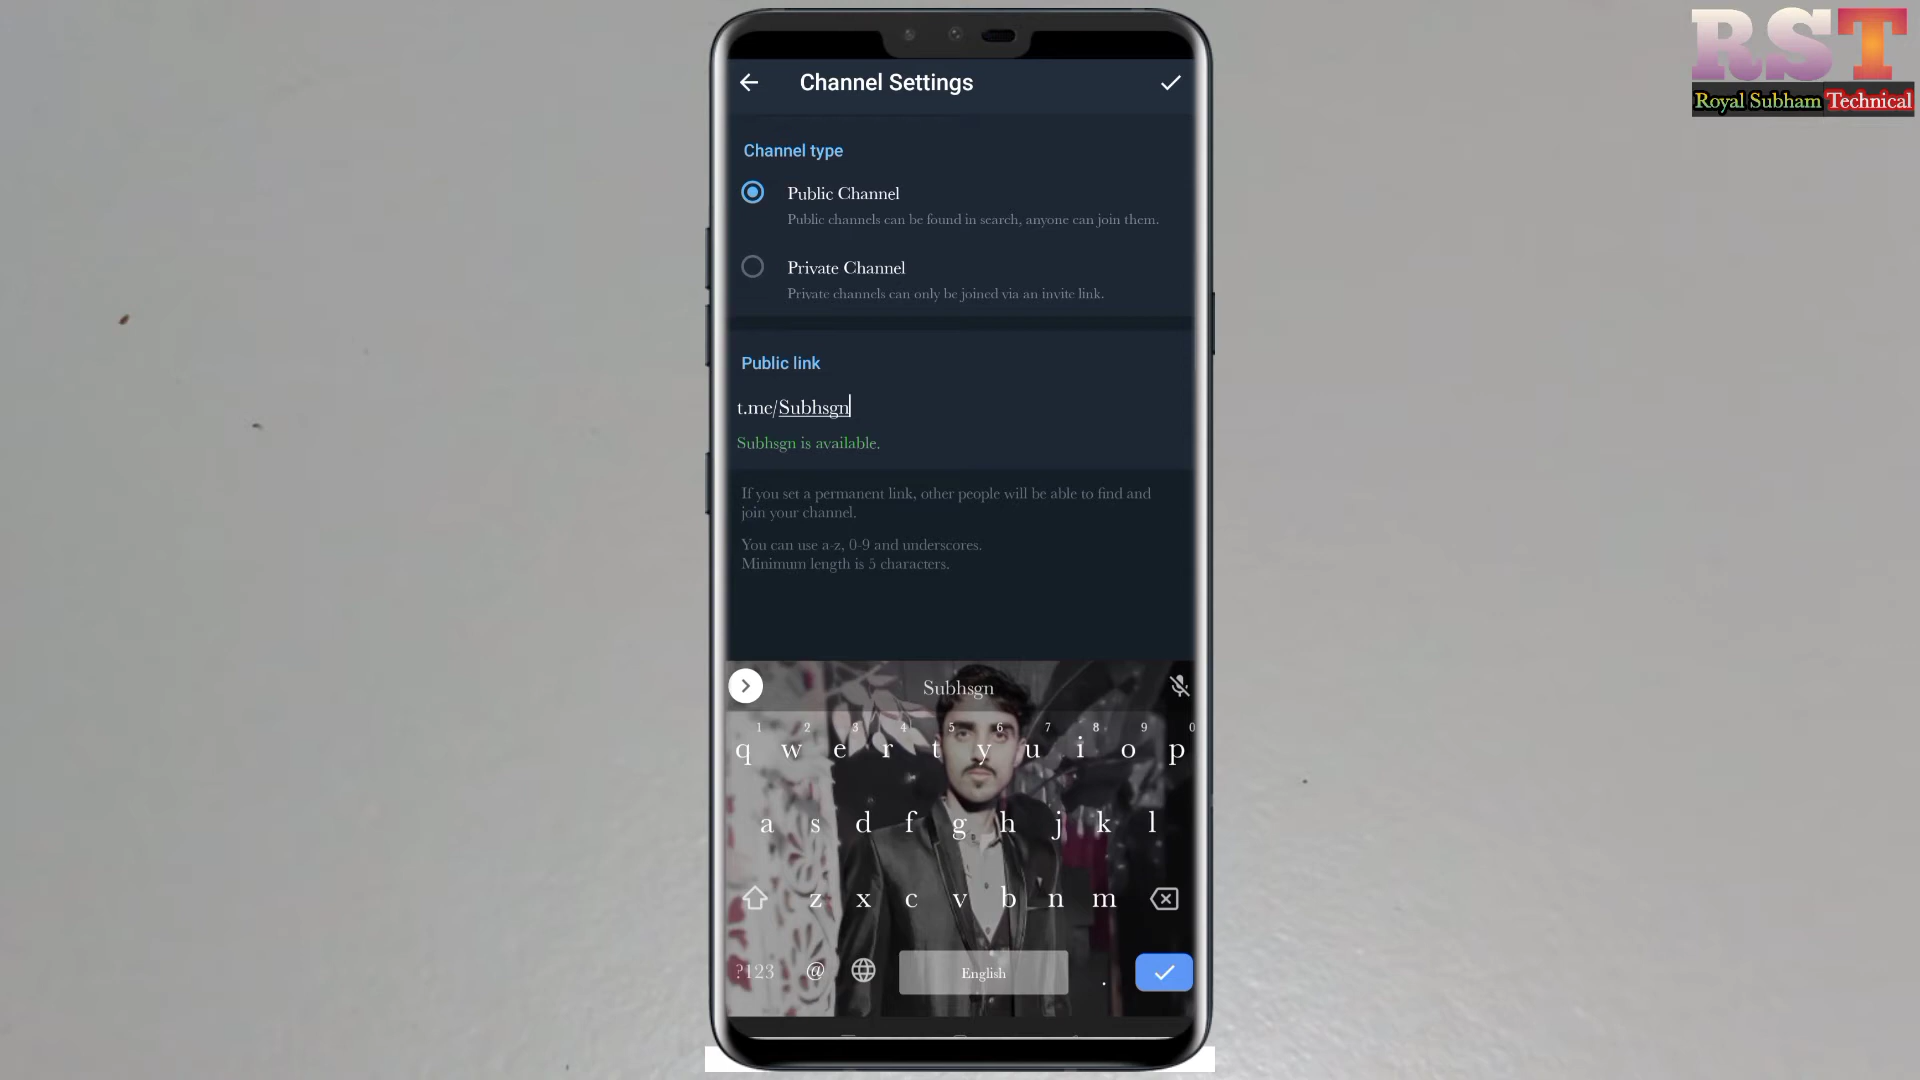 RST
Royal Subham Technical
Channel Settings
Channel type
Public Channel
Public channels can be found in search, anyone can join them.
Private Channel
Private channels can only be joined via an invite link.
Public link
t.me/Subhsgn
Subhsgn is available.
If you set a permanent link, other people will be able to find and
join your channel.
You can use a-z, 0-9 and underscores.
Minimum length is 5 characters.
Subhsgn
1 2 3 4 5 6 7 8 9 0
q w e r t y u i o p
a s d f g h j k l
z x c v b n m
?123 @ English .